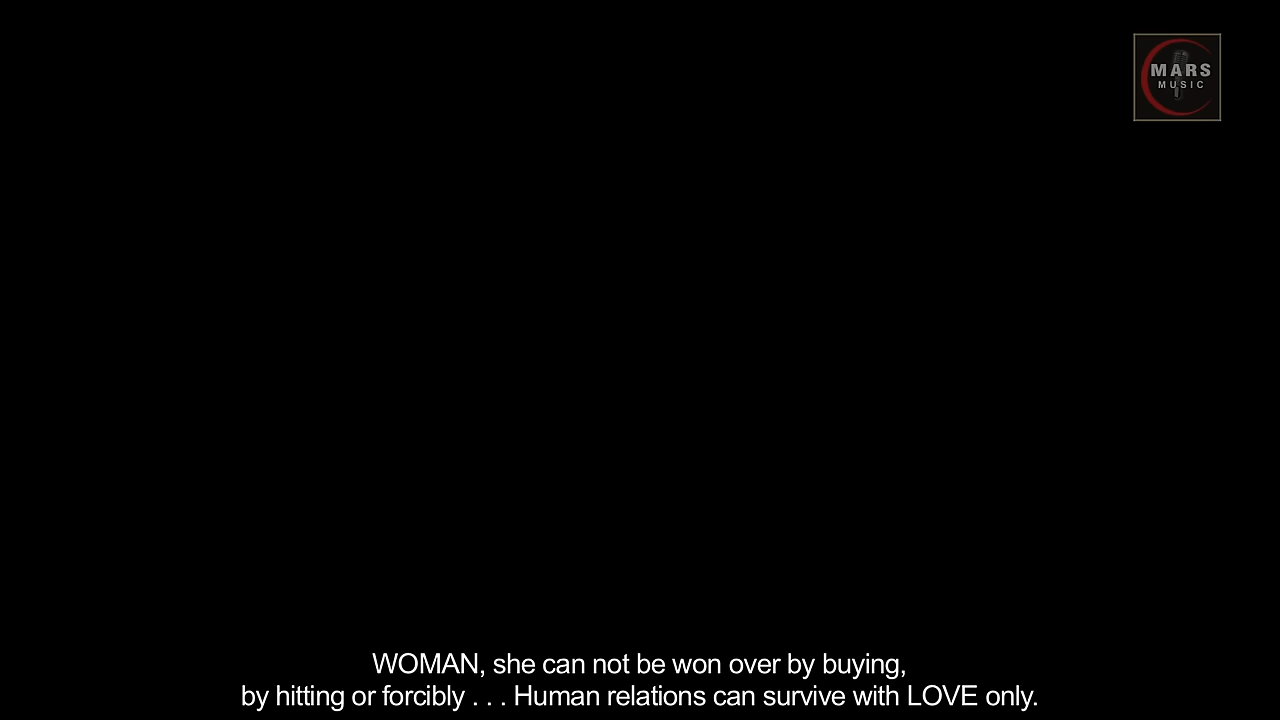 MARS
MUSIC
WOMAN, she can not be won over by buying,
by hitting or forcibly . . . Human relations can survive with LOVE only.